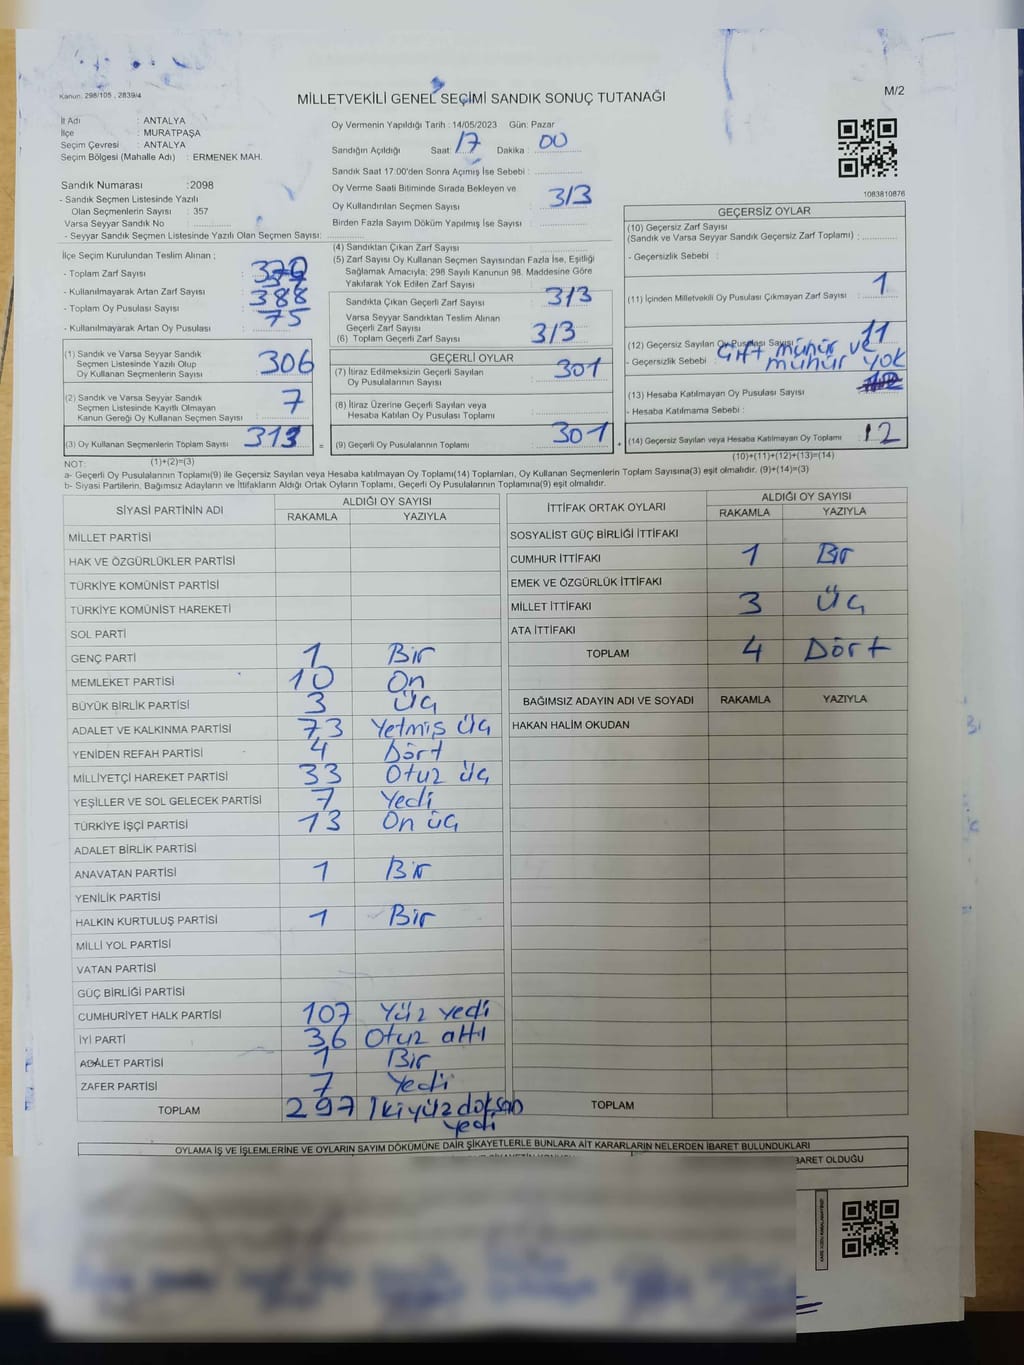 Kanun: 298/105 , 2839/4
MİLLETVEKİLİ GENEL SEÇİMİ SANDIK SONUÇ TUTANAĞI
M/2
İl Adı : ANTALYA
İlçe : MURATPAŞA
Seçim Çevresi : ANTALYA
Seçim Bölgesi (Mahalle Adı) : ERMENEK MAH.
Sandık Numarası :2098
- Sandık Seçmen Listesinde Yazılı
Olan Seçmenlerin Sayısı : 357
Varsa Seyyar Sandık No :
- Seyyar Sandık Seçmen Listesinde Yazılı Olan Seçmen Sayısı:
Oy Vermenin Yapıldığı Tarih : 14/05/2023 Gün: Pazar
Sandığın Açıldığı Saat : 17 Dakika : 00
Sandık Saat 17:00'den Sonra Açımış İse Sebebi :
Oy Verme Saati Bitiminde Sırada Bekleyen ve
Oy Kullandırılan Seçmen Sayısı : 313
Birden Fazla Sayım Döküm Yapılmış İse Sayısı :
1083810876
İlçe Seçim Kurulundan Teslim Alınan ;
- Toplam Zarf Sayısı : 370
- Kullanılmayarak Artan Zarf Sayısı :
- Toplam Oy Pusulası Sayısı : 388
- Kullanılmayarak Artan Oy Pusulası : 75
(1) Sandık ve Varsa Seyyar Sandık
Seçmen Listesinde Yazılı Olup
Oy Kullanan Seçmenlerin Sayısı : 306
(2) Sandık ve Varsa Seyyar Sandık
Seçmen Listesinde Kayıtlı Olmayan
Kanun Gereği Oy Kullanan Seçmen Sayısı : 7
(3) Oy Kullanan Seçmenlerin Toplam Sayısı : 313
(1)+(2)=(3)
(4) Sandıktan Çıkan Zarf Sayısı
(5) Zarf Sayısı Oy Kullanan Seçmen Sayısından Fazla İse, Eşitliği
Sağlamak Amacıyla; 298 Sayılı Kanunun 98. Maddesine Göre
Yakılarak Yok Edilen Zarf Sayısı :
Sandıkta Çıkan Geçerli Zarf Sayısı : 313
Varsa Seyyar Sandıktan Teslim Alınan
Geçerli Zarf Sayısı :
(6) Toplam Geçerli Zarf Sayısı : 313
GEÇERLİ OYLAR
(7) İtiraz Edilmeksizin Geçerli Sayılan
Oy Pusulalarının Sayısı : 301
(8) İtiraz Üzerine Geçerli Sayılan veya
Hesaba Katılan Oy Pusulası Toplamı :
= (9) Geçerli Oy Pusulalarının Toplamı : 301
GEÇERSİZ OYLAR
(10) Geçersiz Zarf Sayısı
(Sandık ve Varsa Seyyar Sandık Geçersiz Zarf Toplamı) :
- Geçersizlik Sebebi :
(11) İçinden Milletvekili Oy Pusulası Çıkmayan Zarf Sayısı : 1
(12) Geçersiz Sayılan Oy Pusulası Sayısı : 11
- Geçersizlik Sebebi Çift mühür ve
mühür yok
(13) Hesaba Katılmayan Oy Pusulası Sayısı
- Hesaba Katılmama Sebebi :
+ (14) Geçersiz Sayılan veya Hesaba Katılmayan Oy Toplamı : 12
(10)+(11)+(12)+(13)=(14)
NOT:
a- Geçerli Oy Pusulalarının Toplamı(9) ile Geçersiz Sayılan veya Hesaba katılmayan Oy Toplamı(14) Toplamları, Oy Kullanan Seçmenlerin Toplam Sayısına(3) eşit olmalıdır. (9)+(14)=(3)
b- Siyasi Partilerin, Bağımsız Adayların ve İttifakların Aldığı Ortak Oyların Toplamı, Geçerli Oy Pusulalarının Toplamına(9) eşit olmalıdır.
SİYASİ PARTİNİN ADI ALDIĞI OY SAYISI
RAKAMLA YAZIYLA
MİLLET PARTİSİ
HAK VE ÖZGÜRLÜKLER PARTİSİ
TÜRKİYE KOMÜNİST PARTİSİ
TÜRKİYE KOMÜNİST HAREKETİ
SOL PARTİ
GENÇ PARTİ 1 Bir
MEMLEKET PARTİSİ 10 On
BÜYÜK BİRLİK PARTİSİ 3 Üç
ADALET VE KALKINMA PARTİSİ 73 Yetmiş Üç
YENİDEN REFAH PARTİSİ 4 Dört
MİLLİYETÇİ HAREKET PARTİSİ 33 Otuz üç
YEŞİLLER VE SOL GELECEK PARTİSİ 7 Yedi
TÜRKİYE İŞÇİ PARTİSİ 13 On üç
ADALET BİRLİK PARTİSİ
ANAVATAN PARTİSİ 1 Bir
YENİLİK PARTİSİ
HALKIN KURTULUŞ PARTİSİ 1 Bir
MİLLİ YOL PARTİSİ
VATAN PARTİSİ
GÜÇ BİRLİĞİ PARTİSİ
CUMHURİYET HALK PARTİSİ 107 Yüz yedi
İYİ PARTİ 36 Otuz altı
ADALET PARTİSİ 1 Bir
ZAFER PARTİSİ 7 Yedi
TOPLAM 297 İkiyüz doksan
yedi
İTTİFAK ORTAK OYLARI ALDIĞI OY SAYISI
RAKAMLA YAZIYLA
SOSYALİST GÜÇ BİRLİĞİ İTTİFAKI
CUMHUR İTTİFAKI 1 Bir
EMEK VE ÖZGÜRLÜK İTTİFAKI
MİLLET İTTİFAKI 3 Üç
ATA İTTİFAKI
TOPLAM 4 Dört
BAĞIMSIZ ADAYIN ADI VE SOYADI RAKAMLA YAZIYLA
HAKAN HALİM OKUDAN
TOPLAM
OYLAMA İŞ VE İŞLEMLERİNE VE OYLARIN SAYIM DÖKÜMÜNE DAİR ŞİKAYETLERLE BUNLARA AİT KARARLARIN NELERDEN İBARET BULUNDUKLARI
BARET OLDUĞU